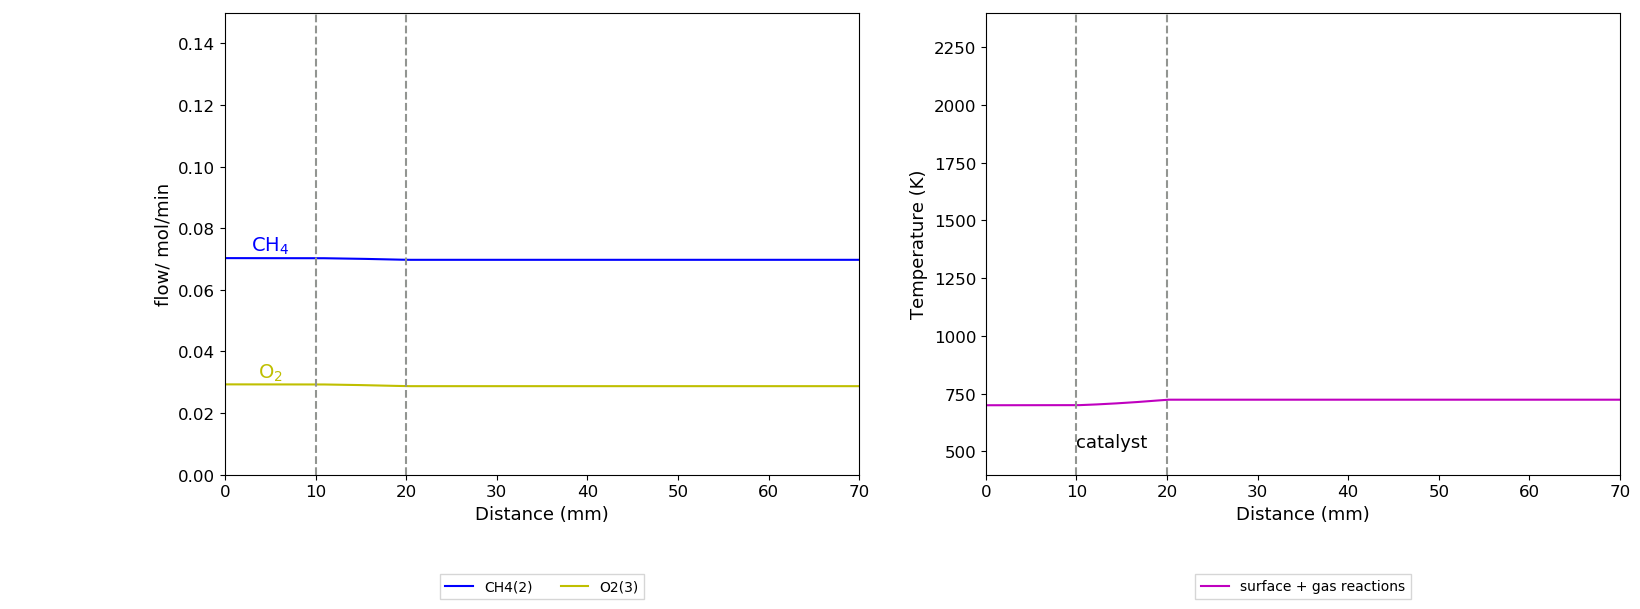 0.14
0.12
0.10
0.08
0.06
0.04
0.02
0.00
flow/ mol/min
CH₄
O₂
0 10 20 30 40 50 60 70
Distance (mm)
CH4(2) O2(3)
2250
2000
1750
1500
1250
1000
750
500
Temperature (K)
catalyst
0 10 20 30 40 50 60 70
Distance (mm)
surface + gas reactions